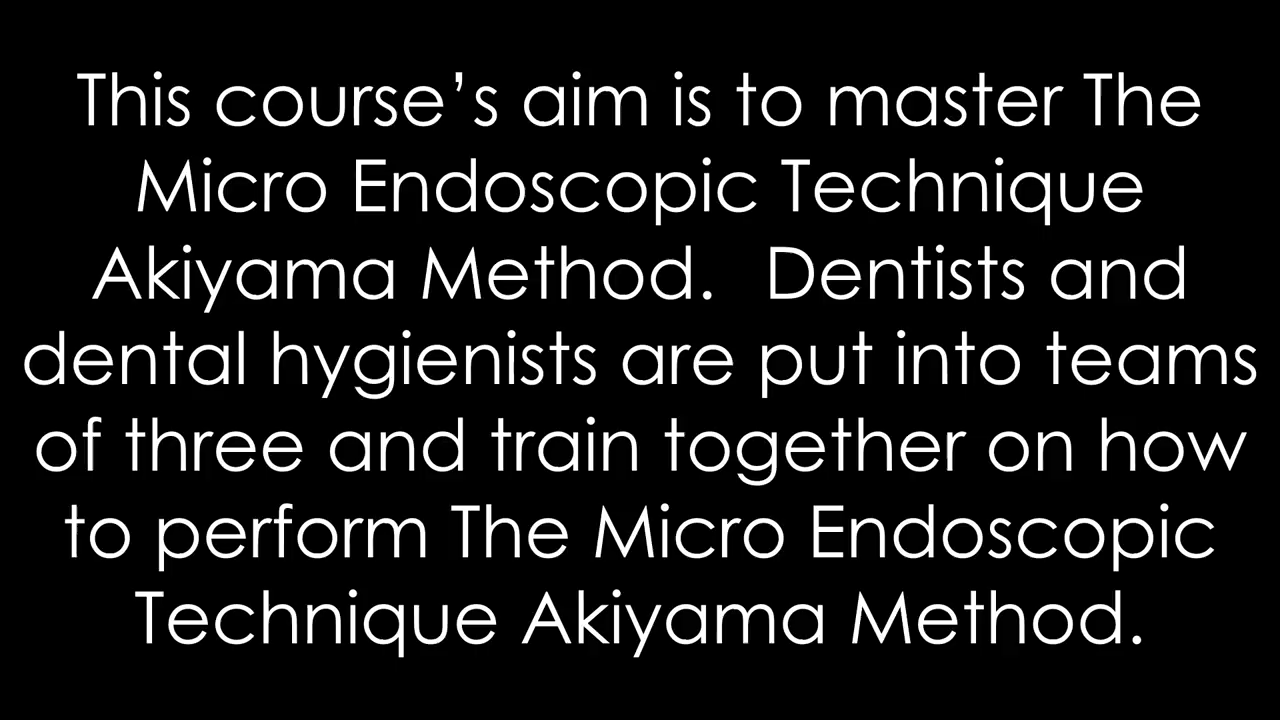 This course’s aim is to master The
Micro Endoscopic Technique
Akiyama Method.  Dentists and
dental hygienists are put into teams
of three and train together on how
to perform The Micro Endoscopic
Technique Akiyama Method.